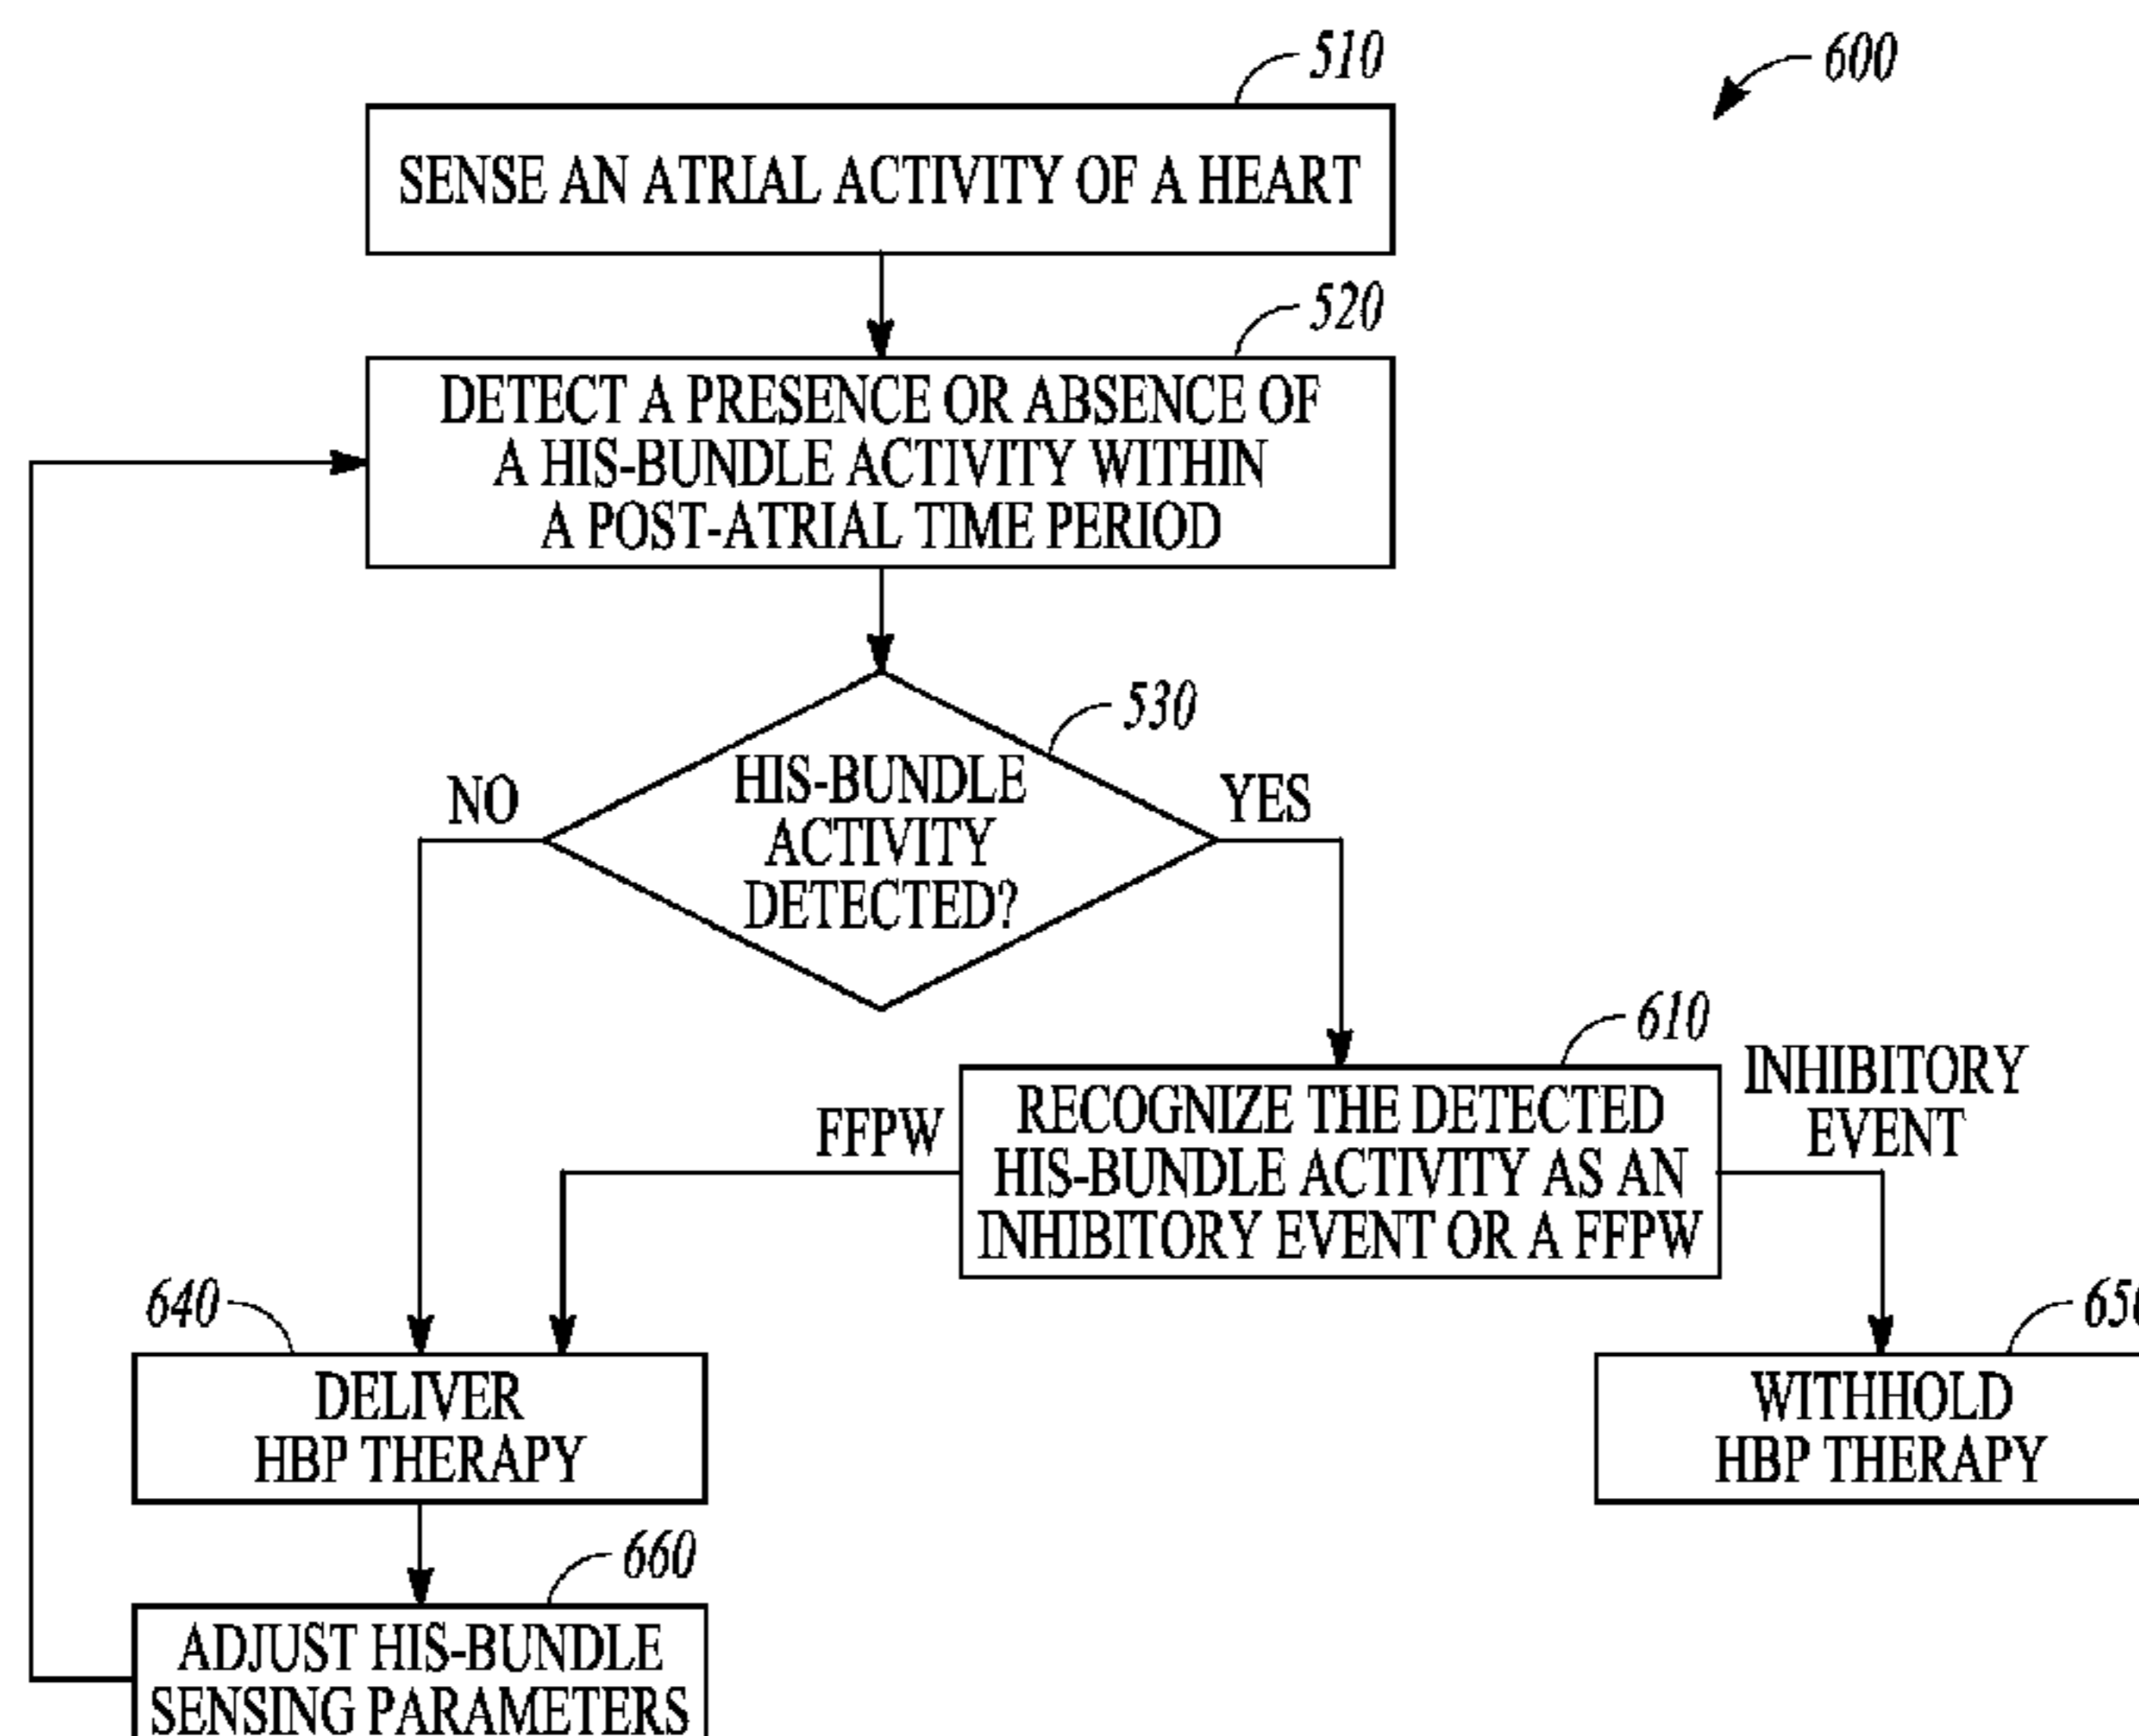 510
600
SENSE AN ATRIAL ACTIVITY OF A HEART
520
DETECT A PRESENCE OR ABSENCE OF
A HIS-BUNDLE ACTIVITY WITHIN
A POST-ATRIAL TIME PERIOD
530
NO
HIS-BUNDLE
ACTIVITY
DETECTED?
YES
610
FFPW
RECOGNIZE THE DETECTED
HIS-BUNDLE ACTIVITY AS AN
INHIBITORY EVENT OR A FFPW
INHIBITORY
EVENT
640
DELIVER
HBP THERAPY
WITHHOLD
HBP THERAPY
660
ADJUST HIS-BUNDLE
SENSING PARAMETERS